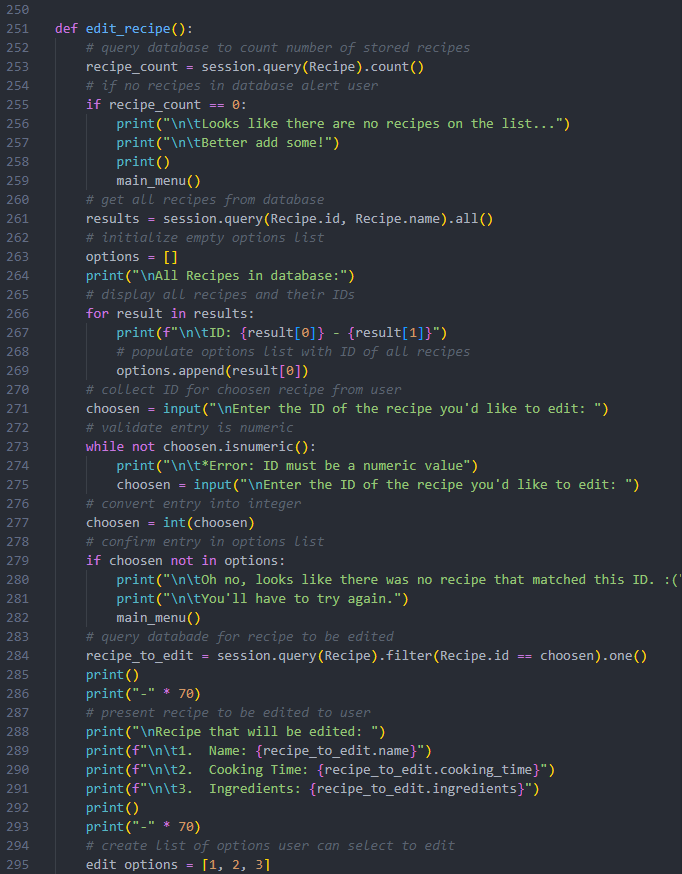 250
251 def edit_recipe():
252     # query database to count number of stored recipes
253     recipe_count = session.query(Recipe).count()
254     # if no recipes in database alert user
255     if recipe_count == 0:
256         print("\n\tLooks like there are no recipes on the list...")
257         print("\n\tBetter add some!")
258         print()
259         main_menu()
260     # get all recipes from database
261     results = session.query(Recipe.id, Recipe.name).all()
262     # initialize empty options list
263     options = []
264     print("\nAll Recipes in database:")
265     # display all recipes and their IDs
266     for result in results:
267         print(f"\n\tID: {result[0]} - {result[1]}")
268         # populate options list with ID of all recipes
269         options.append(result[0])
270     # collect ID for choosen recipe from user
271     choosen = input("\nEnter the ID of the recipe you'd like to edit: ")
272     # validate entry is numeric
273     while not choosen.isnumeric():
274         print("\n\t*Error: ID must be a numeric value")
275         choosen = input("\nEnter the ID of the recipe you'd like to edit: ")
276     # convert entry into integer
277     choosen = int(choosen)
278     # confirm entry in options list
279     if choosen not in options:
280         print("\n\tOh no, looks like there was no recipe that matched this ID. :("
281         print("\n\tYou'll have to try again.")
282         main_menu()
283     # query databade for recipe to be edited
284     recipe_to_edit = session.query(Recipe).filter(Recipe.id == choosen).one()
285     print()
286     print("-" * 70)
287     # present recipe to be edited to user
288     print("\nRecipe that will be edited: ")
289     print(f"\n\t1.  Name: {recipe_to_edit.name}")
290     print(f"\n\t2.  Cooking Time: {recipe_to_edit.cooking_time}")
291     print(f"\n\t3.  Ingredients: {recipe_to_edit.ingredients}")
292     print()
293     print("-" * 70)
294     # create list of options user can select to edit
295     edit_options = [1, 2, 3]